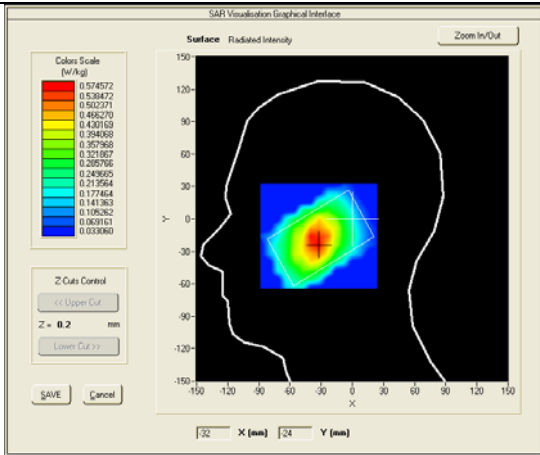 SAR Visualisation Graphical Interface
Surface Radiated Intensity
Zoom In/Out
Colors Scale
(W/kg)
0.574572
0.538472
0.502371
0.466270
0.430169
0.394068
0.357968
0.321867
0.285766
0.249665
0.213564
0.177464
0.141363
0.105262
0.069161
0.033060
Z-Cuts Control
<< Upper Cut
Z = 0.2 mm
Lower Cut >>
SAVE Cancel
150-
120-
90-
60-
30-
0-
-30-
-60-
-90-
-120-
-150-
Y
-150 -120 -90 -60 -30 0 30 60 90 120 150
X
-32 X (mm) -24 Y (mm)